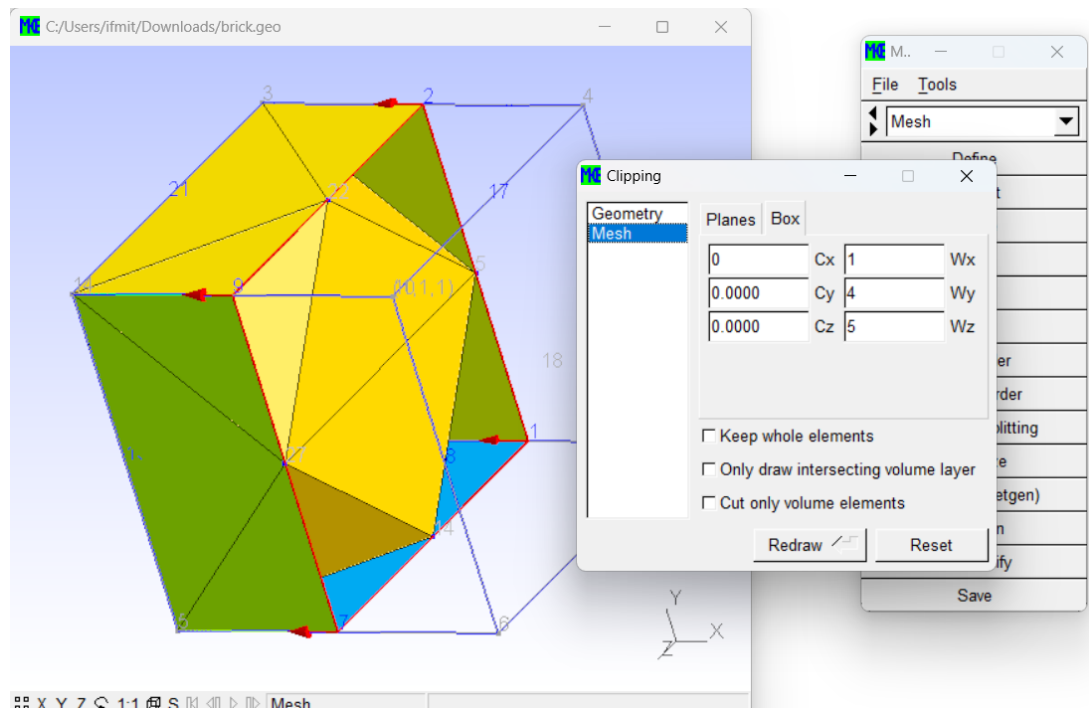 C:/Users/ifmit/Downloads/brick.geo
M..
File Tools
Mesh
Define
Clipping
Geometry
Mesh
Planes Box
0 Cx 1 Wx
0.0000 Cy 4 Wy
0.0000 Cz 5 Wz
Keep whole elements
Only draw intersecting volume layer
Cut only volume elements
Redraw Reset
Save
3
2
4
21
22
17
5
11
9
(10,1,1)
18
1
8
14
7
6
Y
X
Z
X Y Z 1:1 S Mesh